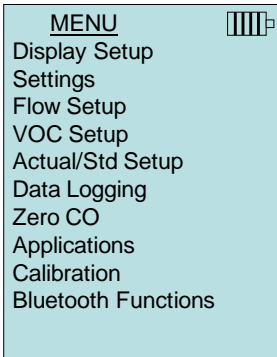 MENU
Display Setup
Settings
Flow Setup
VOC Setup
Actual/Std Setup
Data Logging
Zero CO
Applications
Calibration
Bluetooth Functions